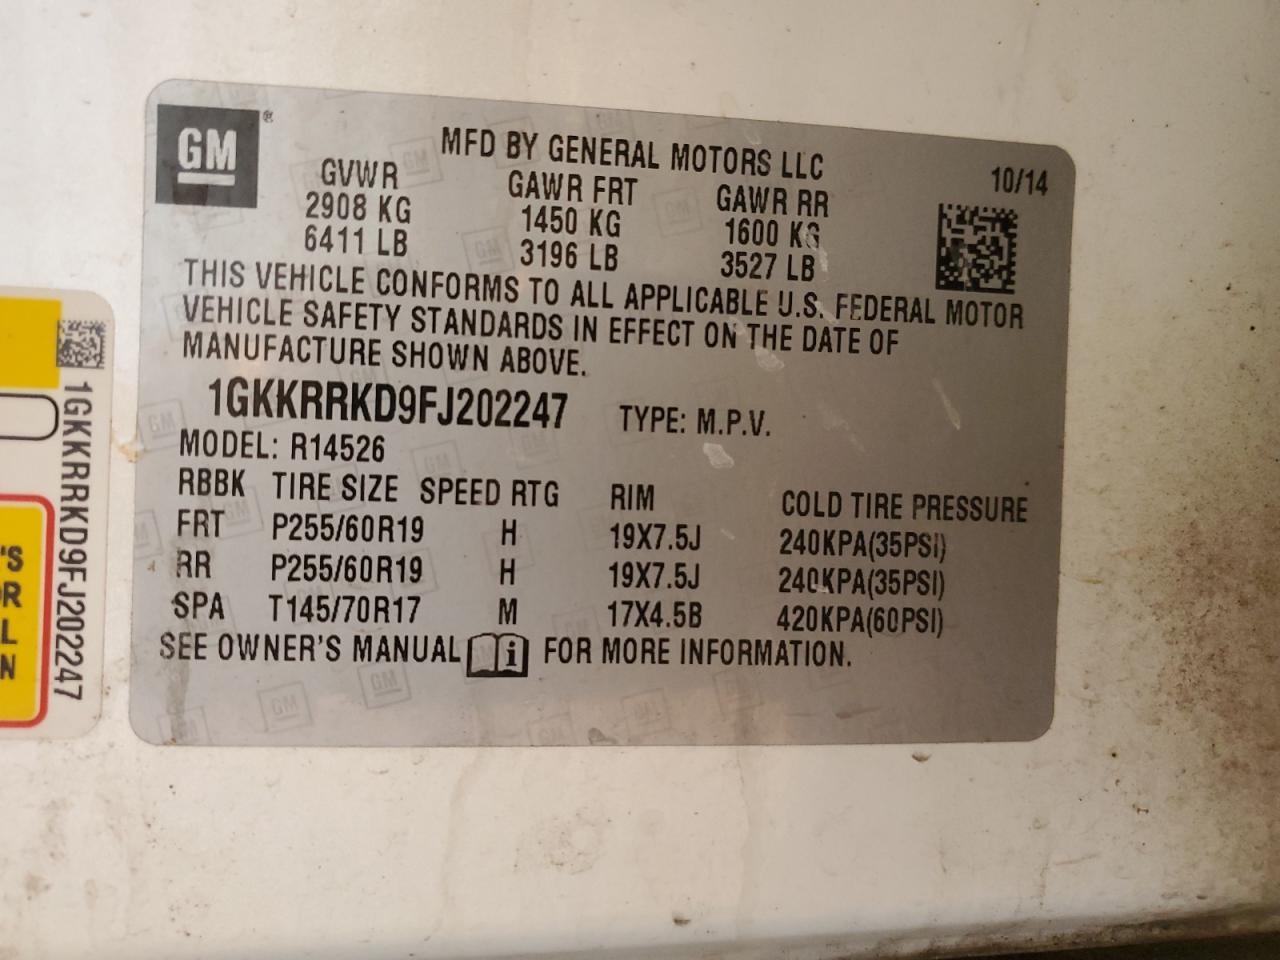 GM ®
MFD BY GENERAL MOTORS LLC
10/14
GVWR GAWR FRT GAWR RR
2908 KG 1450 KG 1600 KG
6411 LB 3196 LB 3527 LB
THIS VEHICLE CONFORMS TO ALL APPLICABLE U.S. FEDERAL MOTOR
VEHICLE SAFETY STANDARDS IN EFFECT ON THE DATE OF
MANUFACTURE SHOWN ABOVE.
1GKKRRKD9FJ202247 TYPE: M.P.V.
MODEL: R14526
RBBK TIRE SIZE SPEED RTG RIM COLD TIRE PRESSURE
FRT P255/60R19 H 19X7.5J 240KPA(35PSI)
RR P255/60R19 H 19X7.5J 240KPA(35PSI)
SPA T145/70R17 M 17X4.5B 420KPA(60PSI)
SEE OWNER'S MANUAL i FOR MORE INFORMATION.
1GKKRRKD9FJ202247
'S
R
L
N